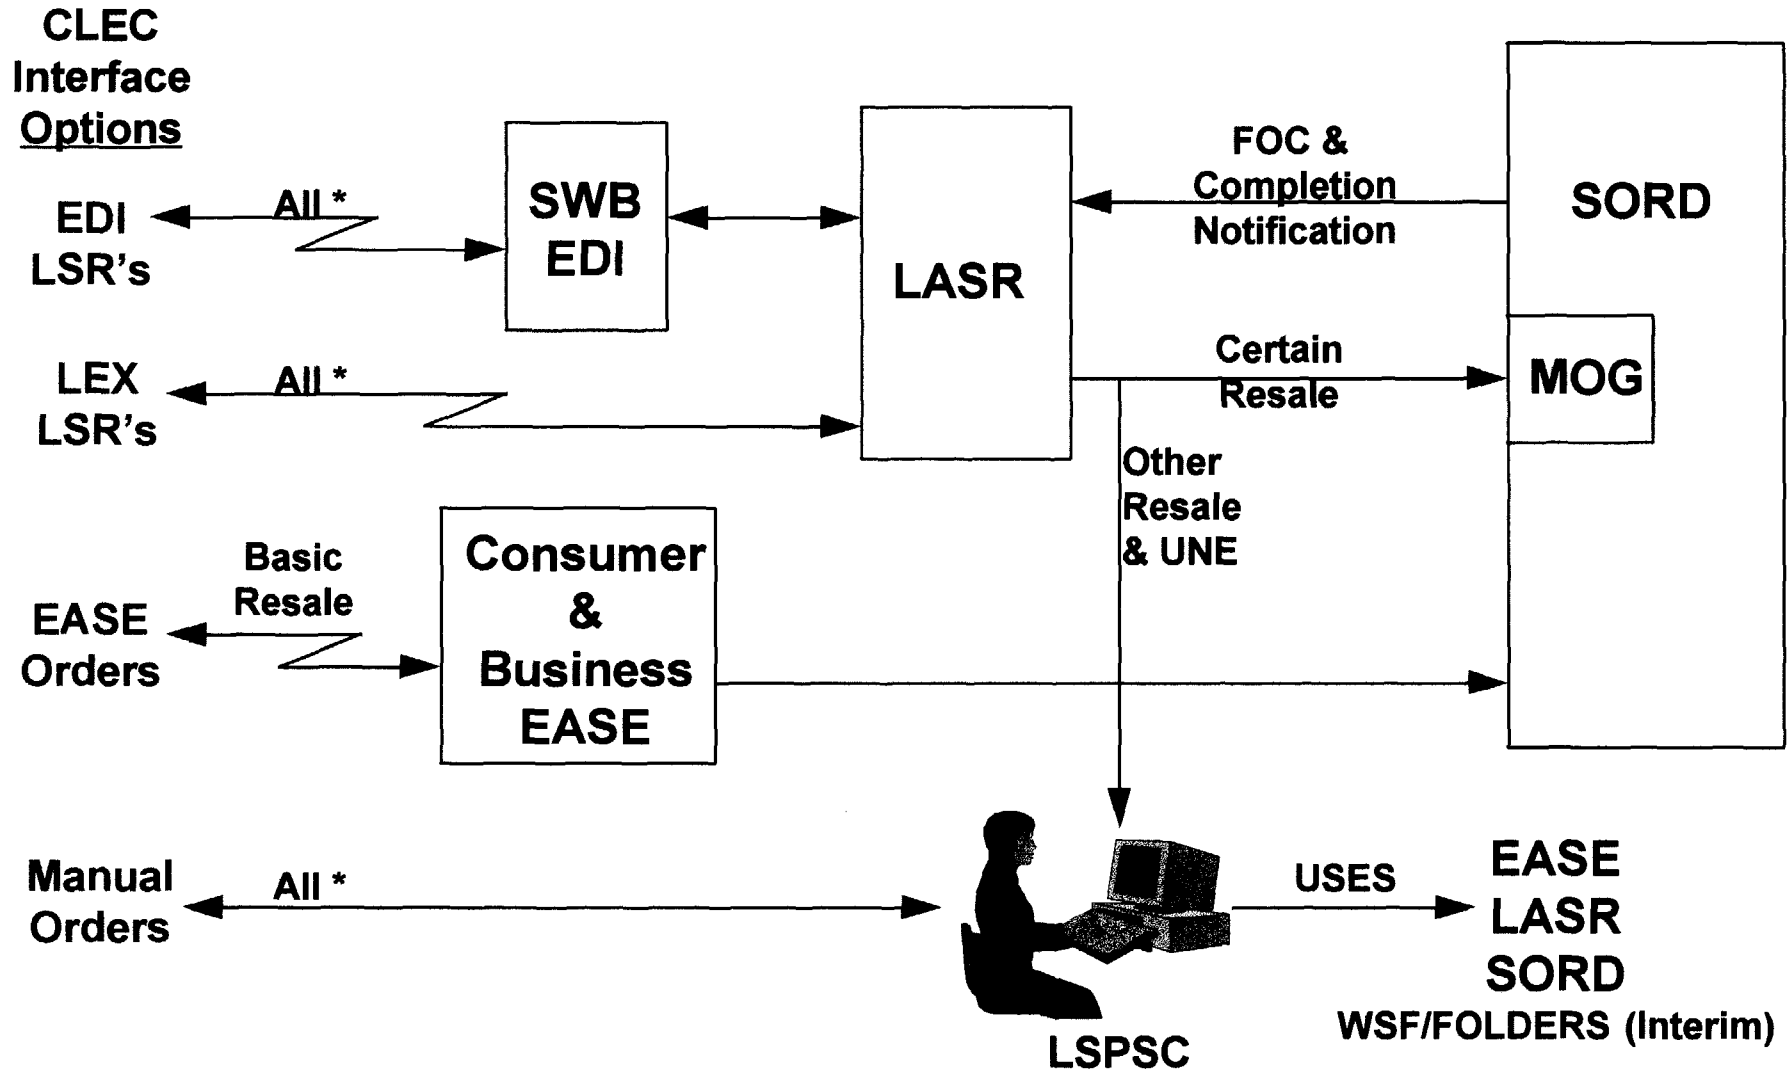 CLEC
Interface
Options
EDI
LSR's
All *
SWB
EDI
LASR
FOC &
Completion
Notification
SORD
LEX
LSR's
All *
Certain
Resale
MOG
Other
Resale
& UNE
EASE
Orders
Basic
Resale
Consumer
&
Business
EASE
Manual
Orders
All *
LSPSC
USES
EASE
LASR
SORD
WSF/FOLDERS (Interim)